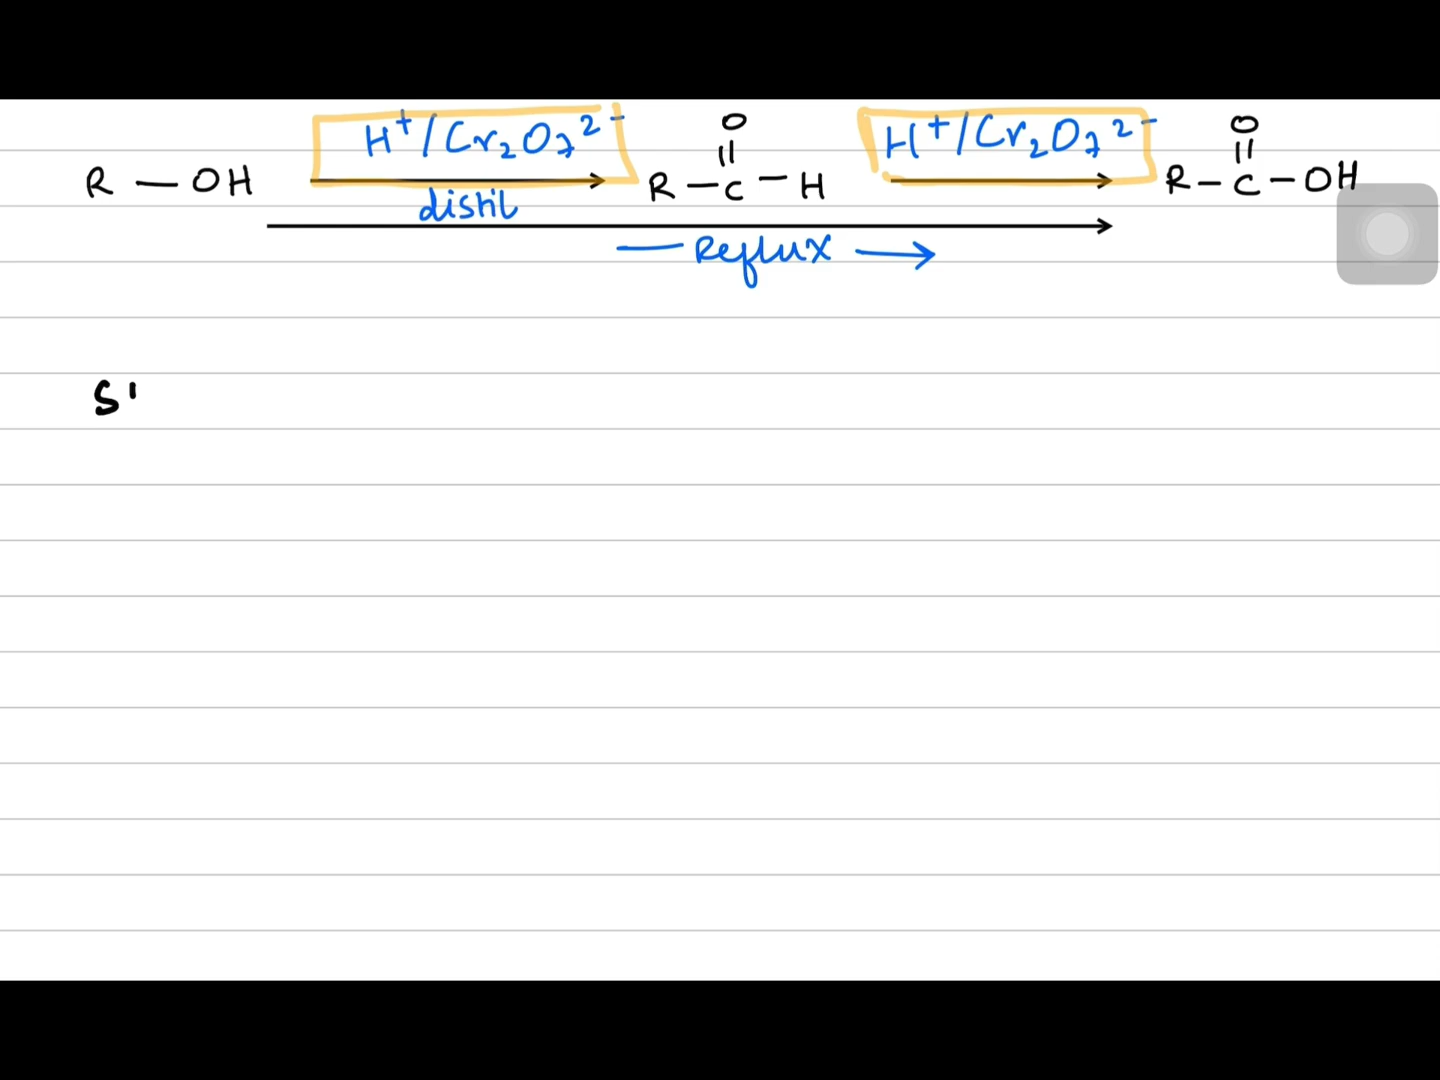 H⁺/Cr₂O₇²⁻ O H⁺/Cr₂O₇²⁻ O
|| ||
R — OH → R – C – H → R – C – OH
distil
— Reflux →
S'